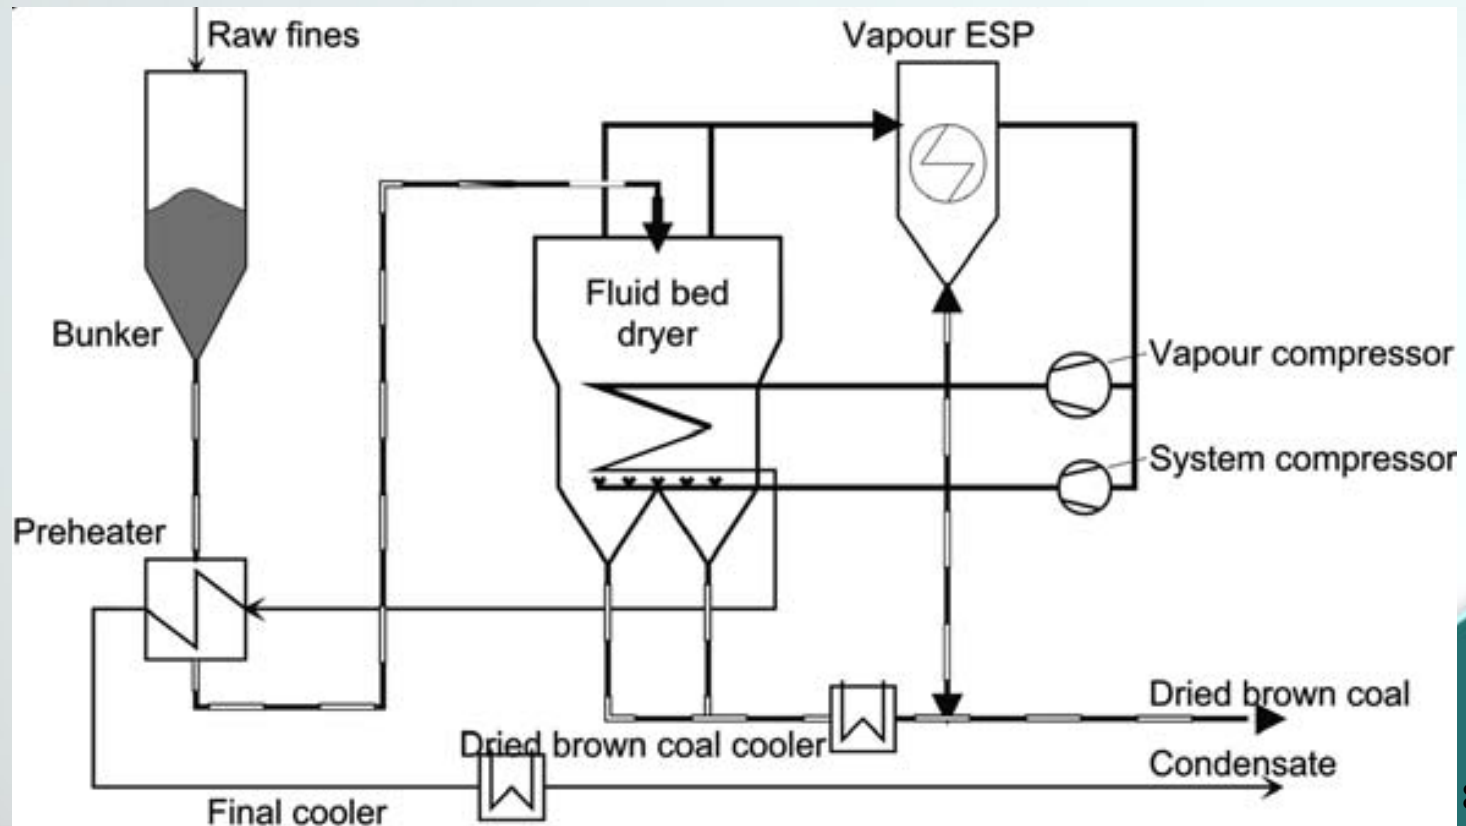 Raw fines
Vapour ESP
Fluid bed
dryer
Bunker
Vapour compressor
System compressor
Preheater
Dried brown coal
Dried brown coal cooler
Condensate
Final cooler